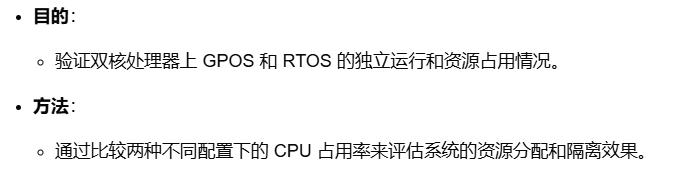 目的：
验证双核处理器上 GPOS 和 RTOS 的独立运行和资源占用情况。
方法：
通过比较两种不同配置下的 CPU 占用率来评估系统的资源分配和隔离效果。